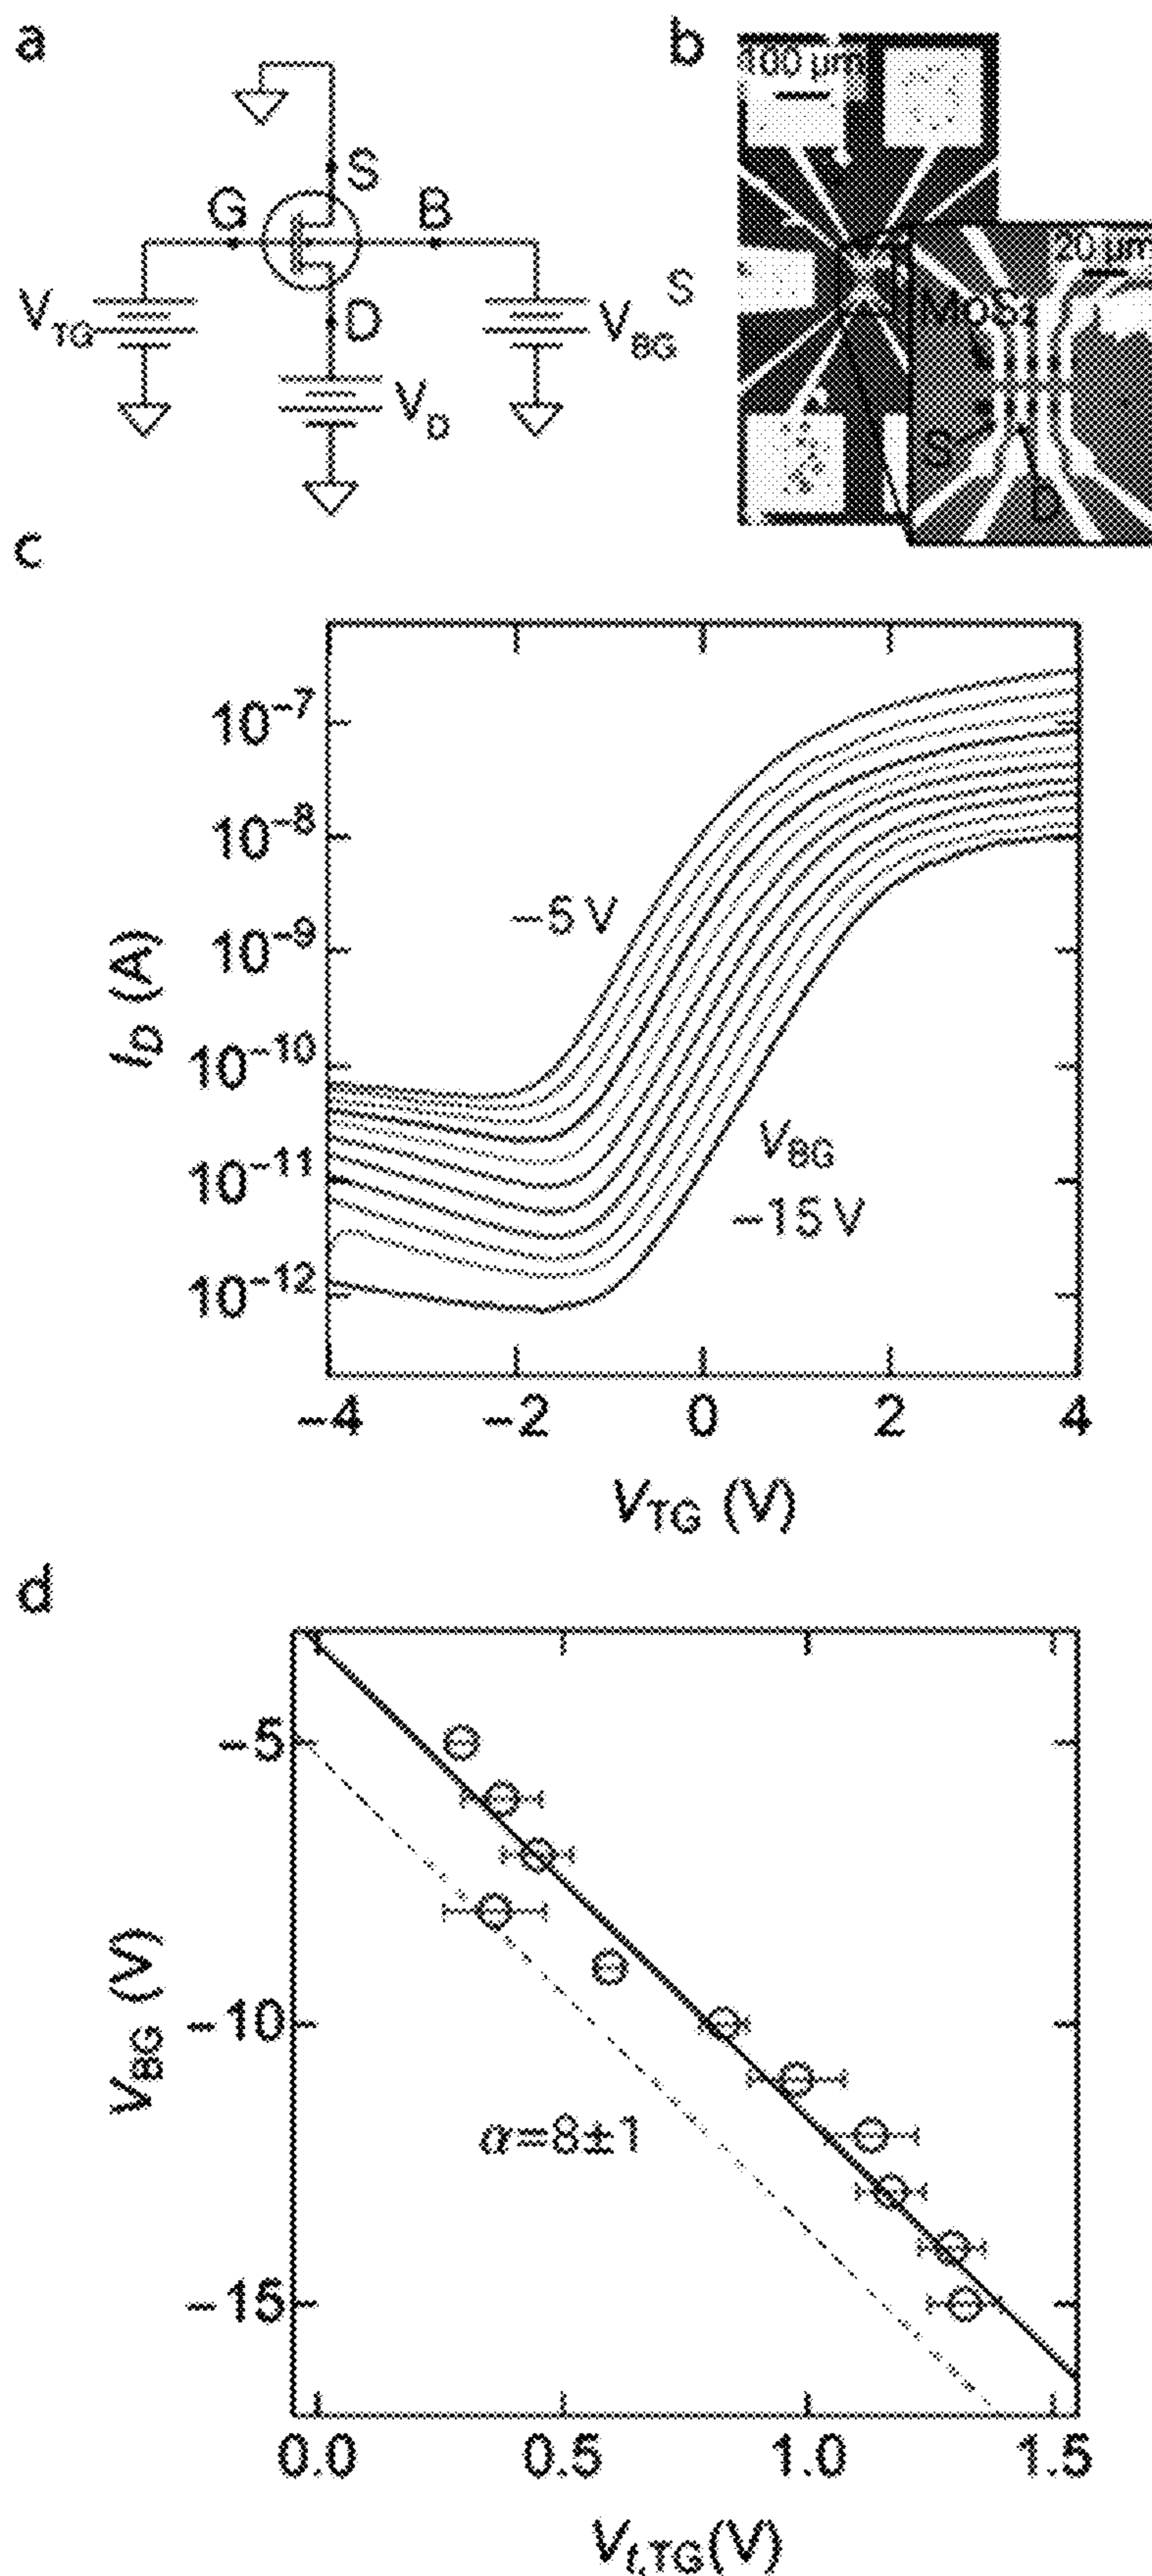 a
S
G
B
V_TG
D
V_BG
V_D
b
100 μm
20 μm
S
MoS₂
S
D
c
10⁻⁷
10⁻⁸
10⁻⁹
10⁻¹⁰
10⁻¹¹
10⁻¹²
I_D (A)
−5 V
V_BG
−15 V
−4 −2 0 2 4
V_TG (V)
d
−5
−10
−15
V_BG (V)
α=8±1
0.0 0.5 1.0 1.5
V_t,TG(V)